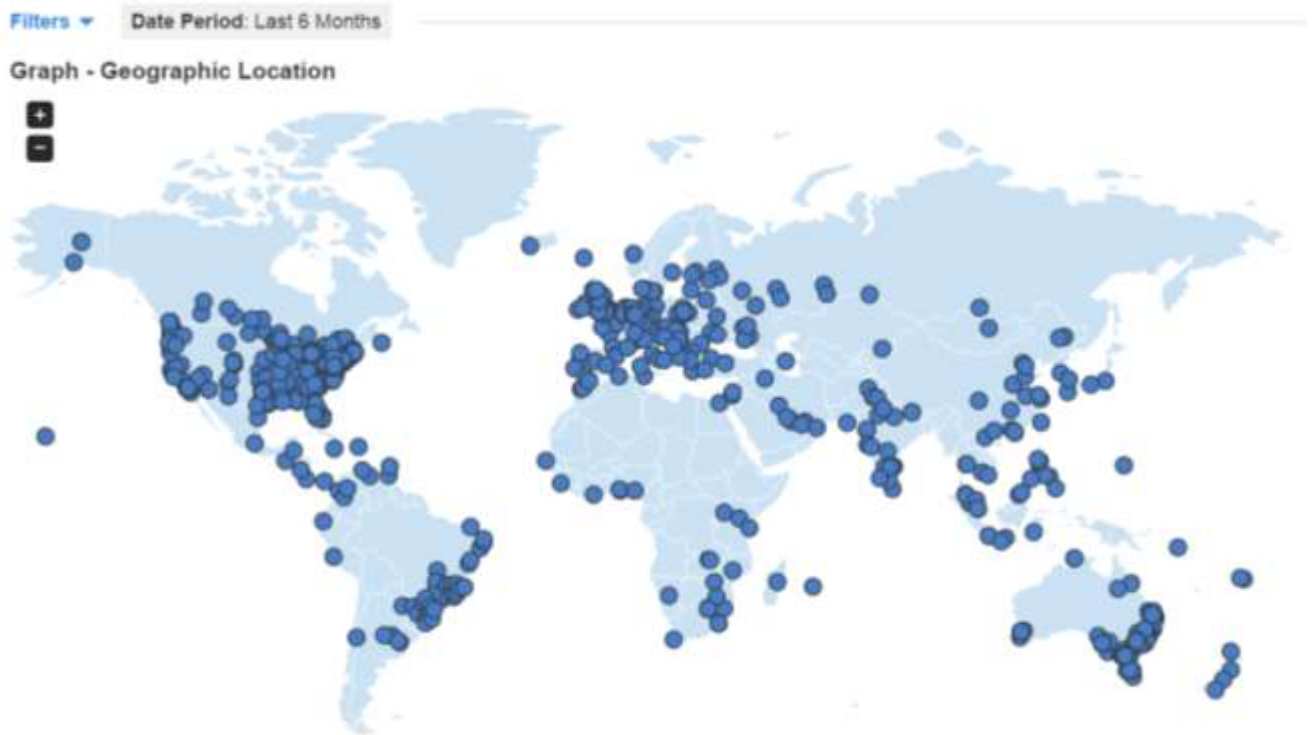 Filters
Date Period: Last 6 Months
Graph - Geographic Location
+
-